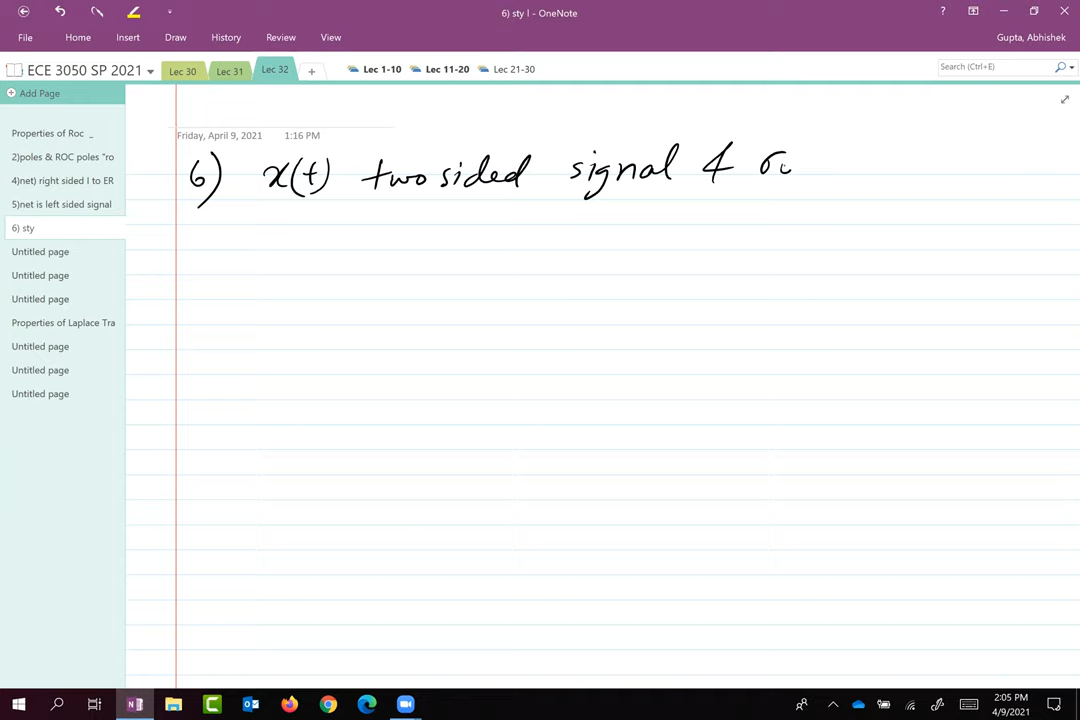 6) sty l - OneNote
File Home Insert Draw History Review View
Gupta, Abhishek
ECE 3050 SP 2021
Lec 30 Lec 31 Lec 32 + Lec 1-10 Lec 11-20 Lec 21-30
Search (Ctrl+E)
Add Page
Friday, April 9, 2021 1:16 PM
6) x(t) two sided signal & σ
Properties of Roc _
2)poles & ROC poles "ro
4)net) right sided I to ER
5)net is left sided signal
6) sty
Untitled page
Untitled page
Untitled page
Properties of Laplace Tra
Untitled page
Untitled page
Untitled page
2:05 PM
4/9/2021